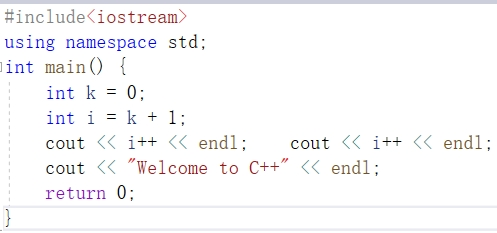 #include<iostream>
using namespace std;
int main() {
int k = 0;
int i = k + 1;
cout << i++ << endl;    cout << i++ << endl;
cout << "Welcome to C++" << endl;
return 0;
}